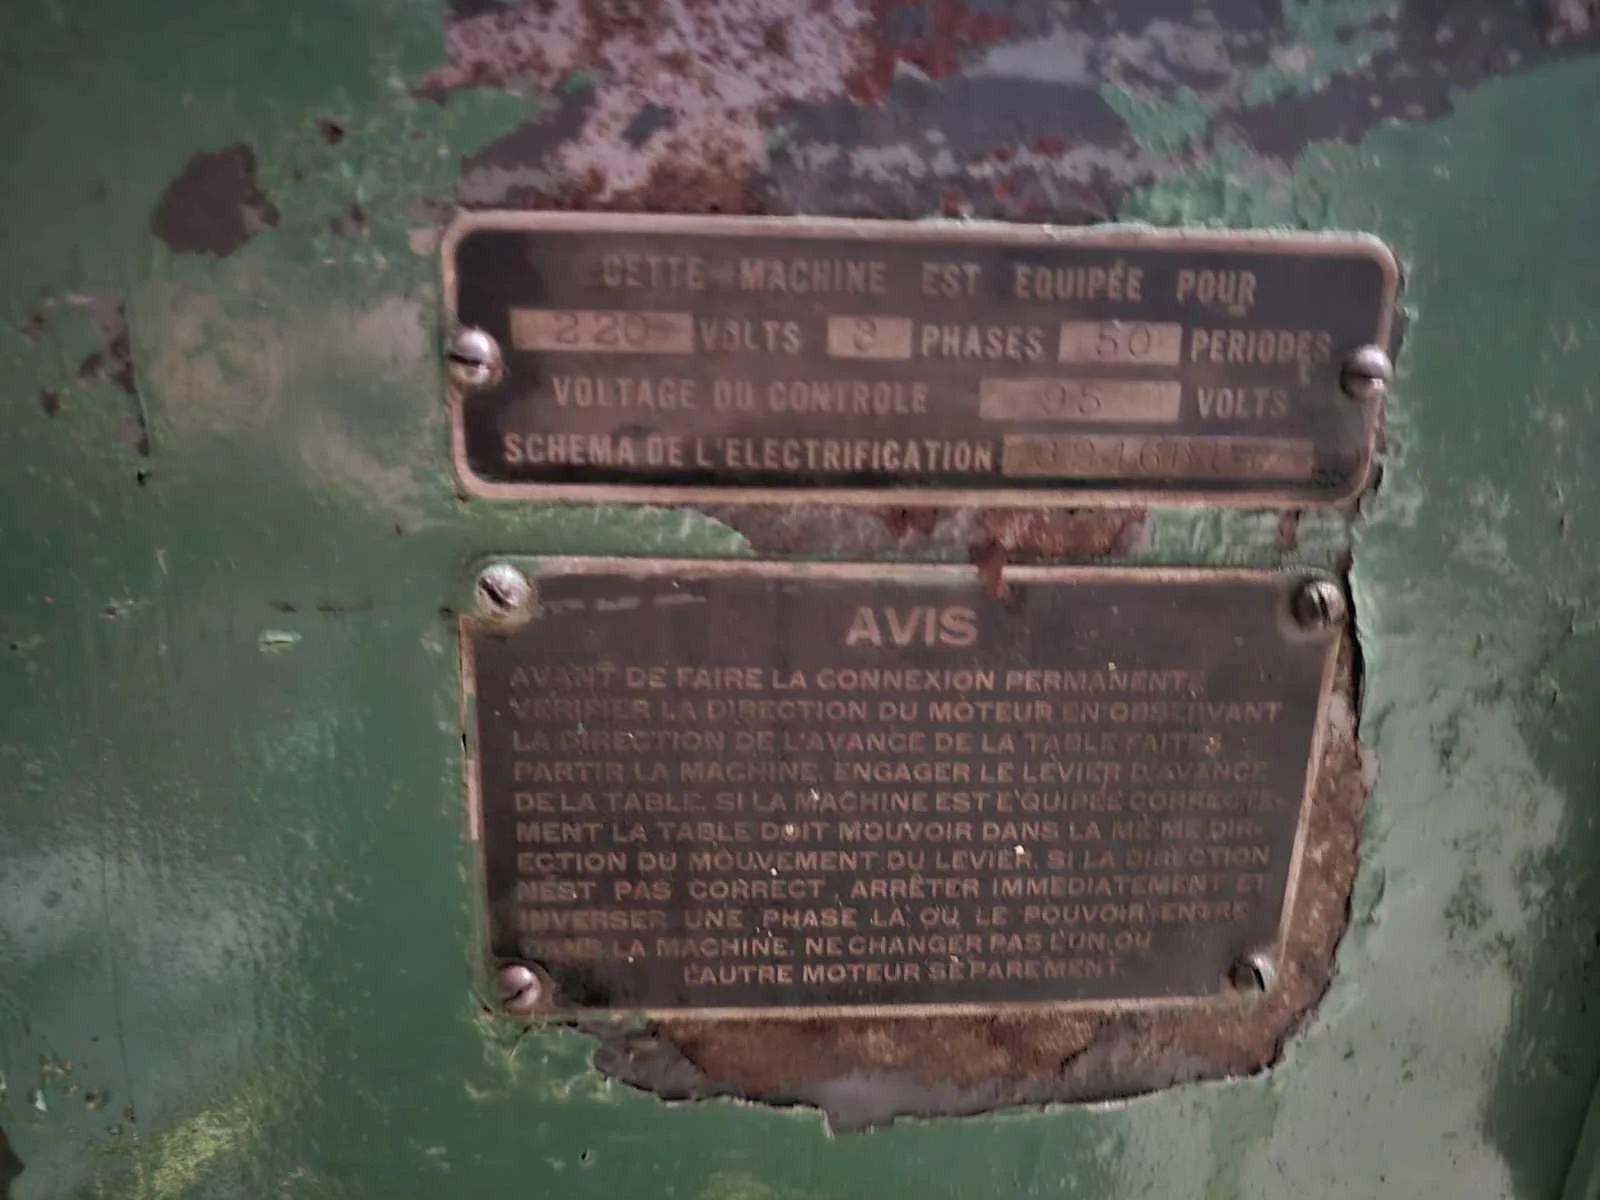 CETTE MACHINE EST EQUIPÉE POUR
220 VOLTS 3 PHASES 50 PERIODES
VOLTAGE DU CONTROLE 95 VOLTS
SCHEMA DE L'ELECTRIFICATION
AVIS
AVANT DE FAIRE LA CONNEXION PERMANENTE
VERIFIER LA DIRECTION DU MOTEUR EN OBSERVANT
LA DIRECTION DE L'AVANCE DE LA TABLE FAITES
PARTIR LA MACHINE. ENGAGER LE LEVIER D'AVANCE
DE LA TABLE. SI LA MACHINE EST E'QUIPEE CORRECTE-
MENT LA TABLE DOIT MOUVOIR DANS LA ME ME DIR-
ECTION DU MOUVEMENT DU LEVIER. SI LA DIRECTION
N'EST PAS CORRECT, ARRÊTER IMMEDIATEMENT ET
INVERSER UNE PHASE LA OU LE POUVOIR ENTRE
DANS LA MACHINE. NE CHANGER PAS L'UN OU
L'AUTRE MOTEUR SEPAREMENT.